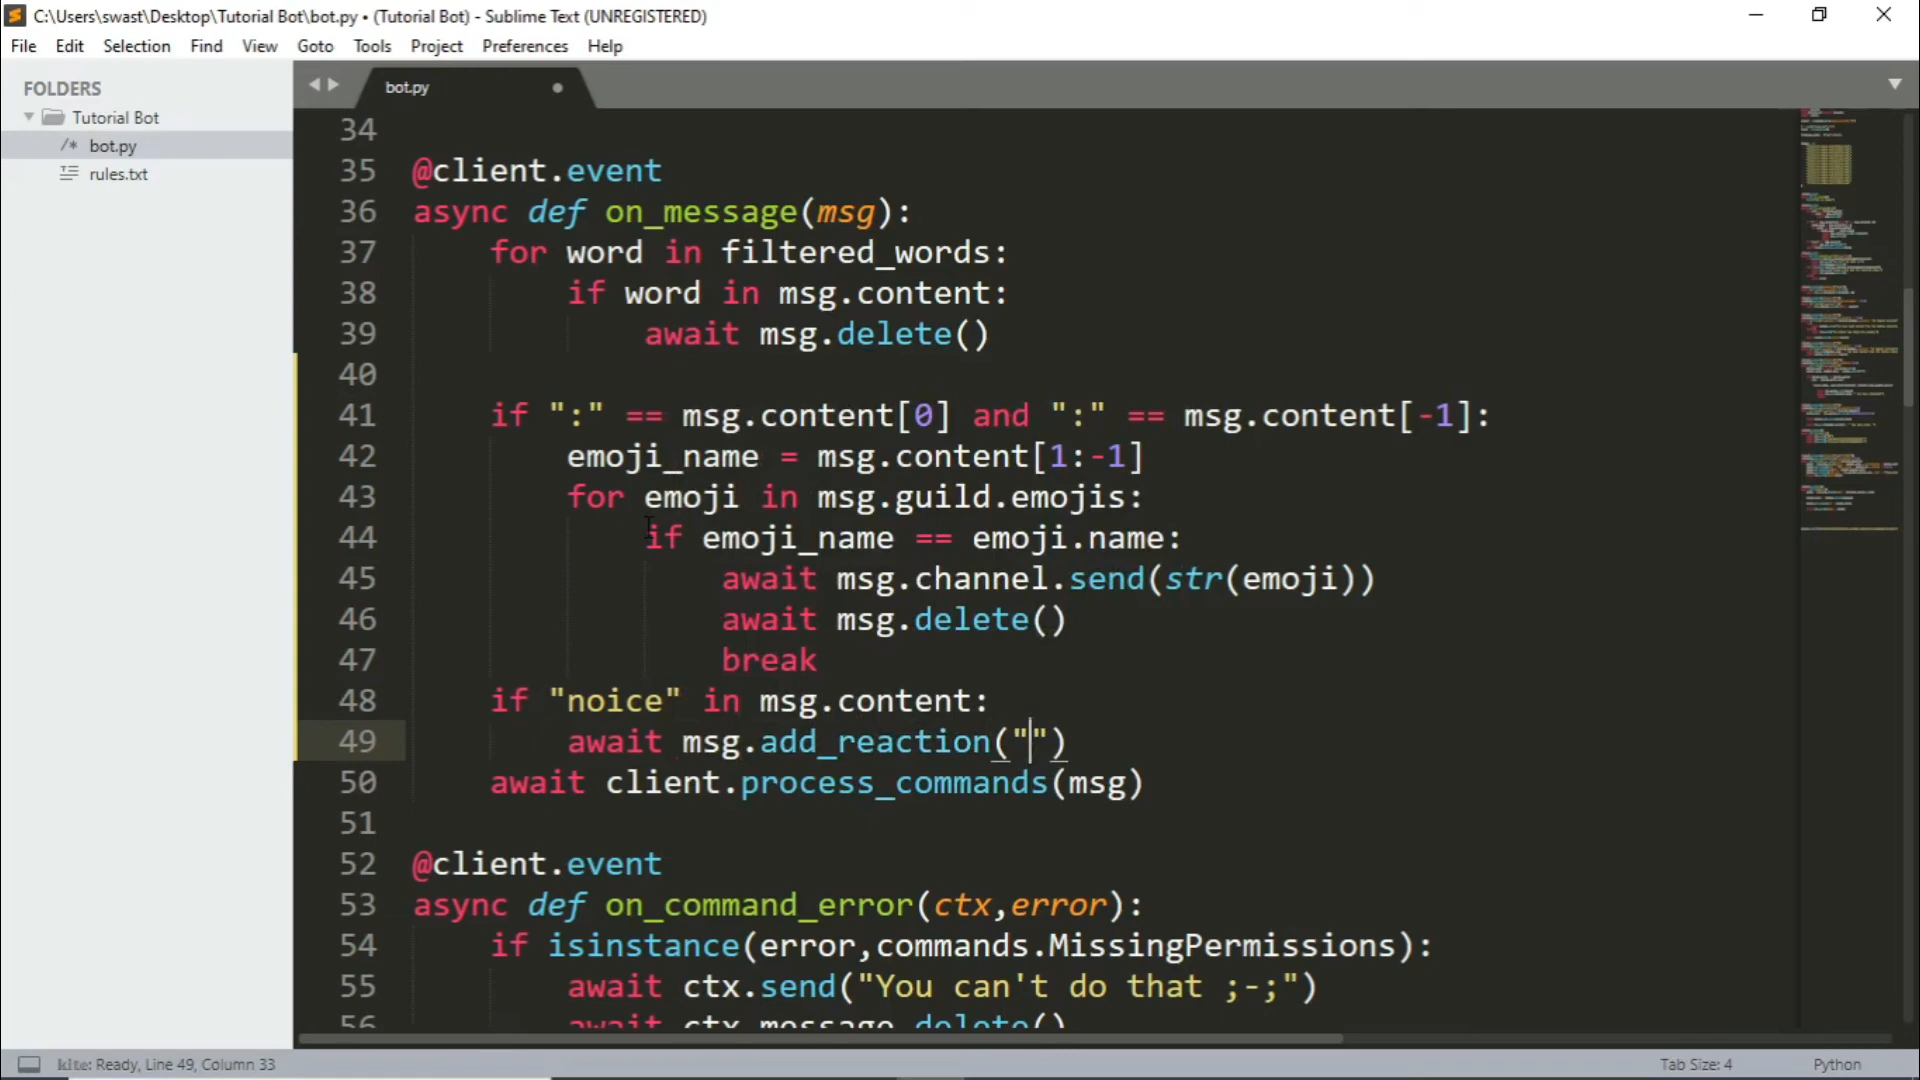 C:\Users\swast\Desktop\Tutorial Bot\bot.py • (Tutorial Bot) - Sublime Text (UNREGISTERED)
File Edit Selection Find View Goto Tools Project Preferences Help
FOLDERS
Tutorial Bot
/* bot.py
rules.txt
bot.py
34
35 @client.event
36 async def on_message(msg):
37 for word in filtered_words:
38 if word in msg.content:
39 await msg.delete()
40
41 if ":" == msg.content[0] and ":" == msg.content[-1]:
42 emoji_name = msg.content[1:-1]
43 for emoji in msg.guild.emojis:
44 if emoji_name == emoji.name:
45 await msg.channel.send(str(emoji))
46 await msg.delete()
47 break
48 if "noice" in msg.content:
49 await msg.add_reaction("")
50 await client.process_commands(msg)
51
52 @client.event
53 async def on_command_error(ctx,error):
54 if isinstance(error,commands.MissingPermissions):
55 await ctx.send("You can't do that ;-;")
56 await ctx.message.delete()
kite: Ready, Line 49, Column 33
Tab Size: 4
Python